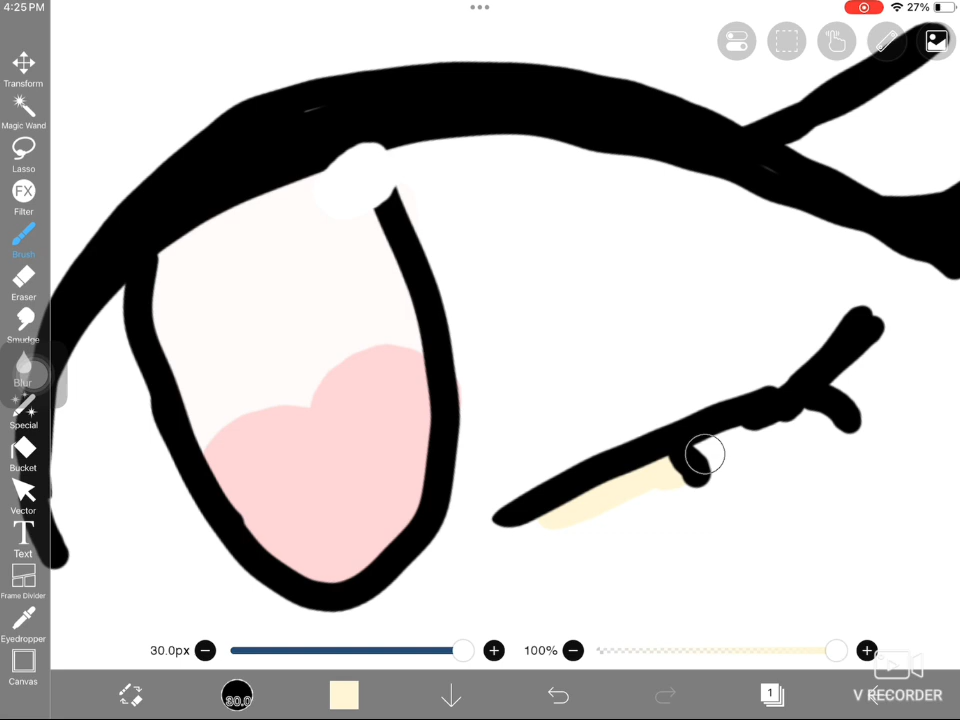 4:25 PM
27%
Transform
Magic Wand
Lasso
FX
Filter
Brush
Eraser
Smudge
Blur
Special
Bucket
Vector
T
Text
Frame Divider
Eyedropper
Canvas
30.0px
100%
30.0
1
V RECORDER